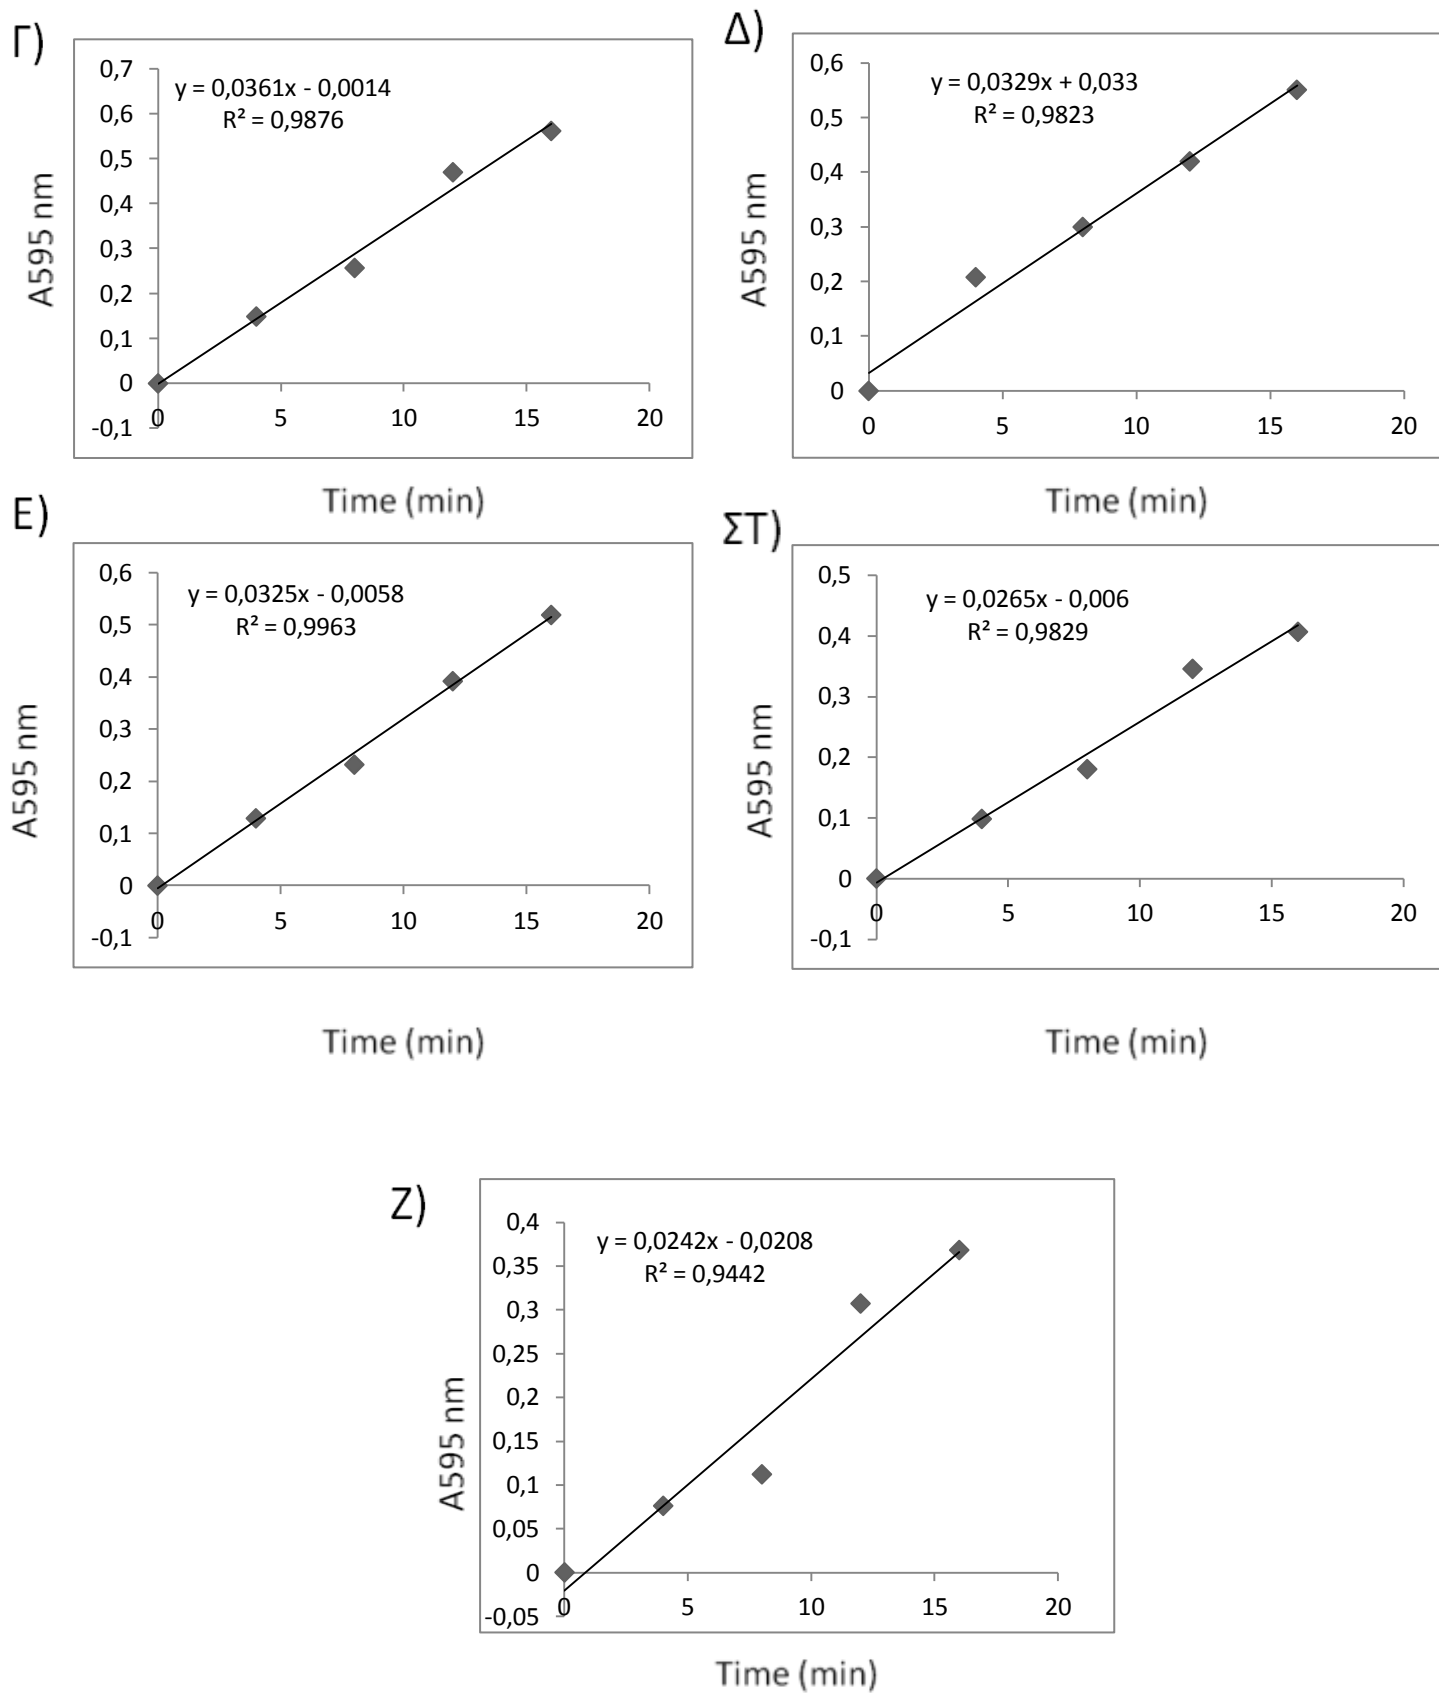 Γ)
y = 0,0361x - 0,0014
R² = 0,9876
0,7
0,6
0,5
0,4
0,3
0,2
0,1
0
-0,1
0 5 10 15 20
A595 nm
Time (min)
Δ)
y = 0,0329x + 0,033
R² = 0,9823
0,6
0,5
0,4
0,3
0,2
0,1
0
0 5 10 15 20
A595 nm
Time (min)
Ε)
y = 0,0325x - 0,0058
R² = 0,9963
0,6
0,5
0,4
0,3
0,2
0,1
0
-0,1
0 5 10 15 20
A595 nm
Time (min)
ΣΤ)
y = 0,0265x - 0,006
R² = 0,9829
0,5
0,4
0,3
0,2
0,1
0
-0,1
0 5 10 15 20
A595 nm
Time (min)
Ζ)
y = 0,0242x - 0,0208
R² = 0,9442
0,4
0,35
0,3
0,25
0,2
0,15
0,1
0,05
0
-0,05
0 5 10 15 20
A595 nm
Time (min)